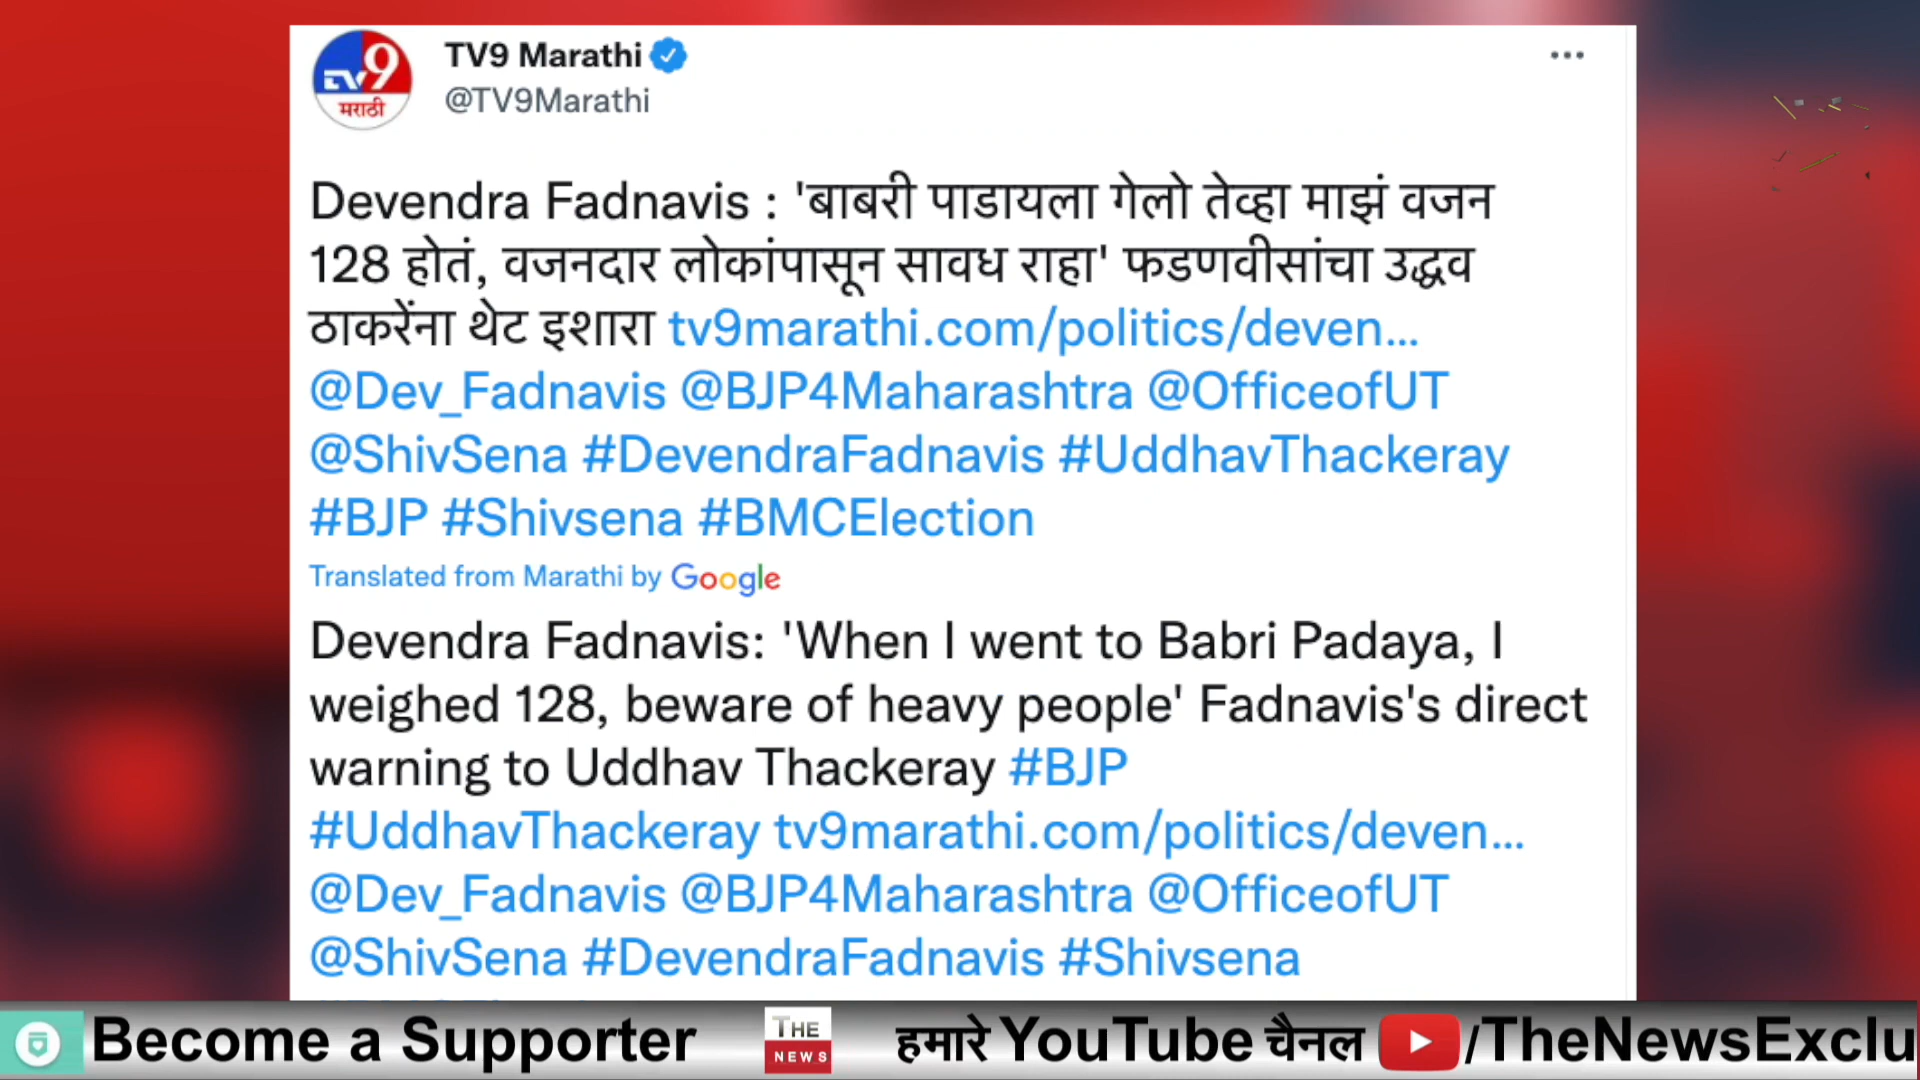 TV9 Marathi
@TV9Marathi
TV9
मराठी
Devendra Fadnavis : 'बाबरी पाडायला गेलो तेव्हा माझं वजन
128 होतं, वजनदार लोकांपासून सावध राहा' फडणवीसांचा उद्धव
ठाकरेंना थेट इशारा tv9marathi.com/politics/deven…
@Dev_Fadnavis @BJP4Maharashtra @OfficeofUT
@ShivSena #DevendraFadnavis #UddhavThackeray
#BJP #Shivsena #BMCElection
Translated from Marathi by Google
Devendra Fadnavis: 'When I went to Babri Padaya, I
weighed 128, beware of heavy people' Fadnavis's direct
warning to Uddhav Thackeray #BJP
#UddhavThackeray tv9marathi.com/politics/deven…
@Dev_Fadnavis @BJP4Maharashtra @OfficeofUT
@ShivSena #DevendraFadnavis #Shivsena
Become a Supporter
THE
NEWS
हमारे YouTube चैनल /TheNewsExclu